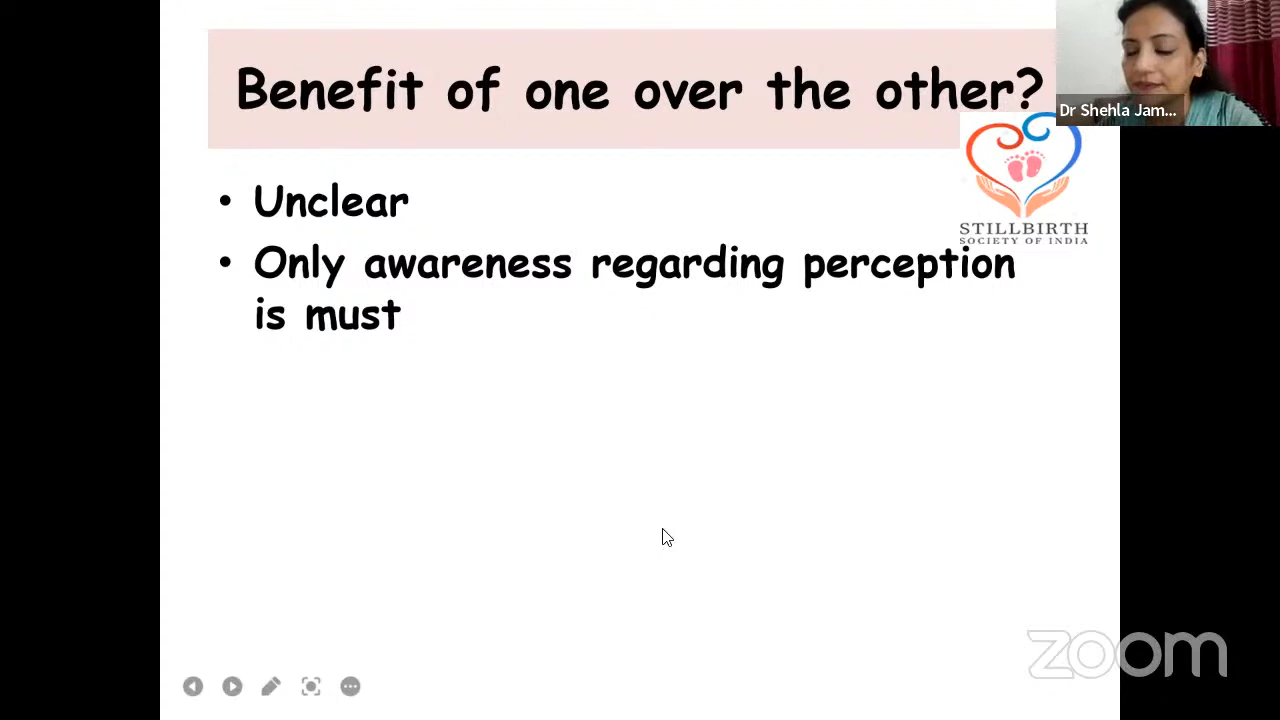 Benefit of one over the other?
Dr Shehla Jam...
STILLBIRTH
SOCIETY OF INDIA
• Unclear
• Only awareness regarding perception
is must
zoom